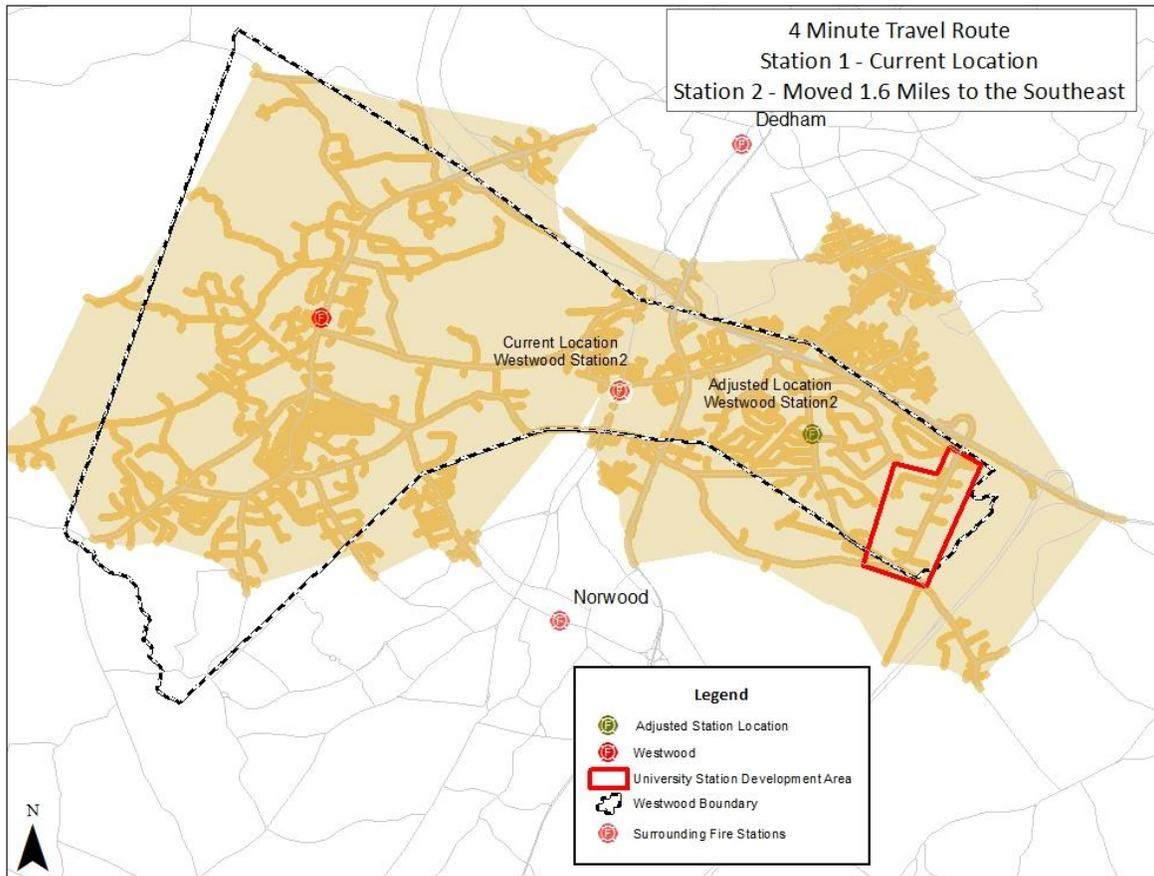 4 Minute Travel Route
Station 1 - Current Location
Station 2 - Moved 1.6 Miles to the Southeast
Dedham
F
F
Current Location
Westwood Station2
F
Adjusted Location
Westwood Station2
F
Norwood
F
Legend
F Adjusted Station Location
F Westwood
University Station Development Area
Westwood Boundary
F Surrounding Fire Stations
N